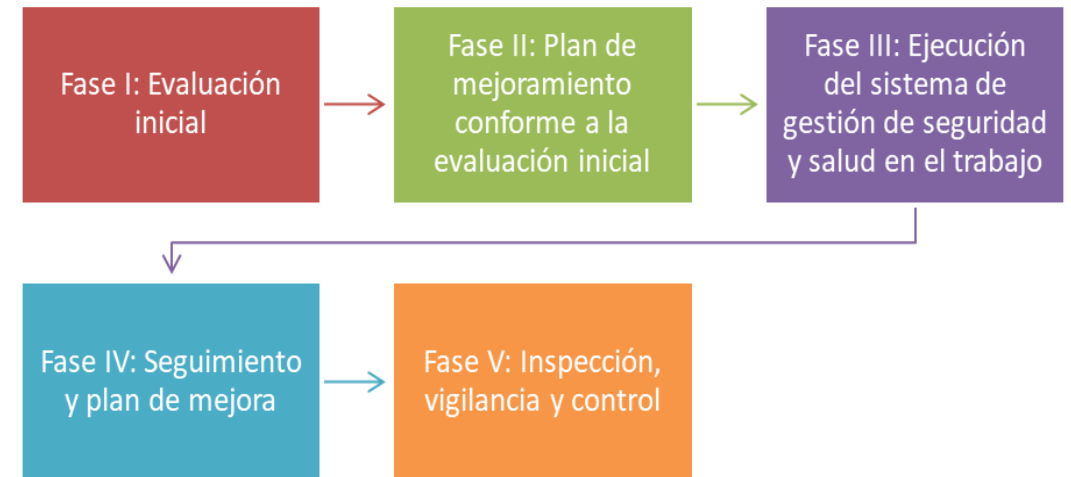 Fase I: Evaluación
inicial
Fase II: Plan de
mejoramiento
conforme a la
evaluación inicial
Fase III: Ejecución
del sistema de
gestión de seguridad
y salud en el trabajo
Fase IV: Seguimiento
y plan de mejora
Fase V: Inspección,
vigilancia y control